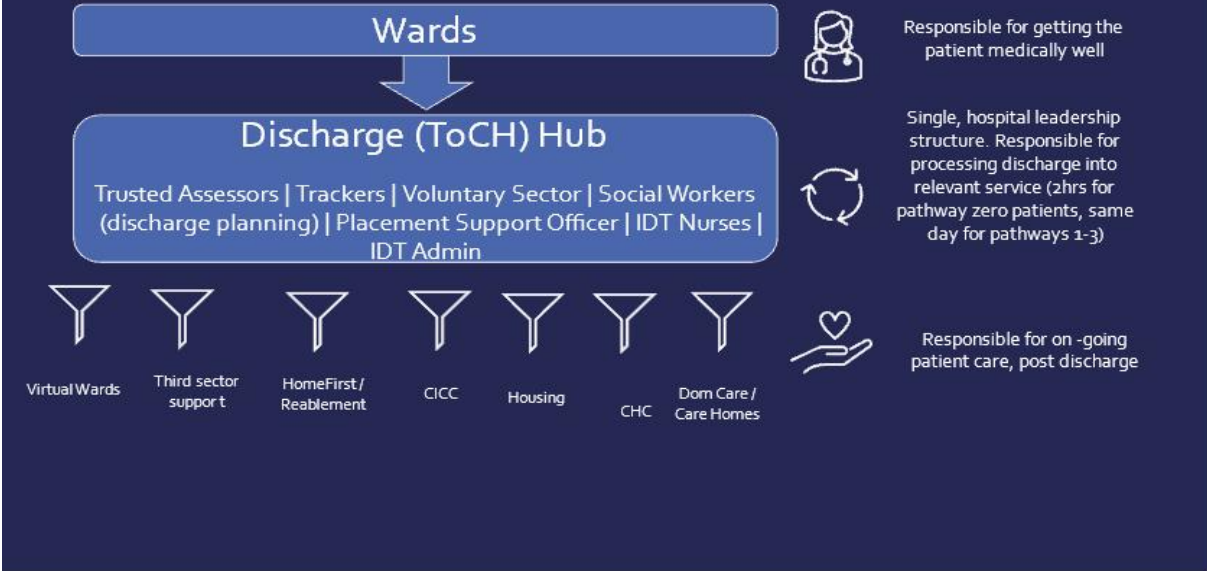 Wards
Responsible for getting the
patient medically well
Discharge (ToCH) Hub
Trusted Assessors | Trackers | Voluntary Sector | Social Workers
(discharge planning) | Placement Support Officer | IDT Nurses |
IDT Admin
Single, hospital leadership
structure. Responsible for
processing discharge into
relevant service (2hrs for
pathway zero patients, same
day for pathways 1-3)
Virtual Wards
Third sector
support
HomeFirst /
Reablement
CICC
Housing
CHC
Dom Care /
Care Homes
Responsible for on -going
patient care, post discharge